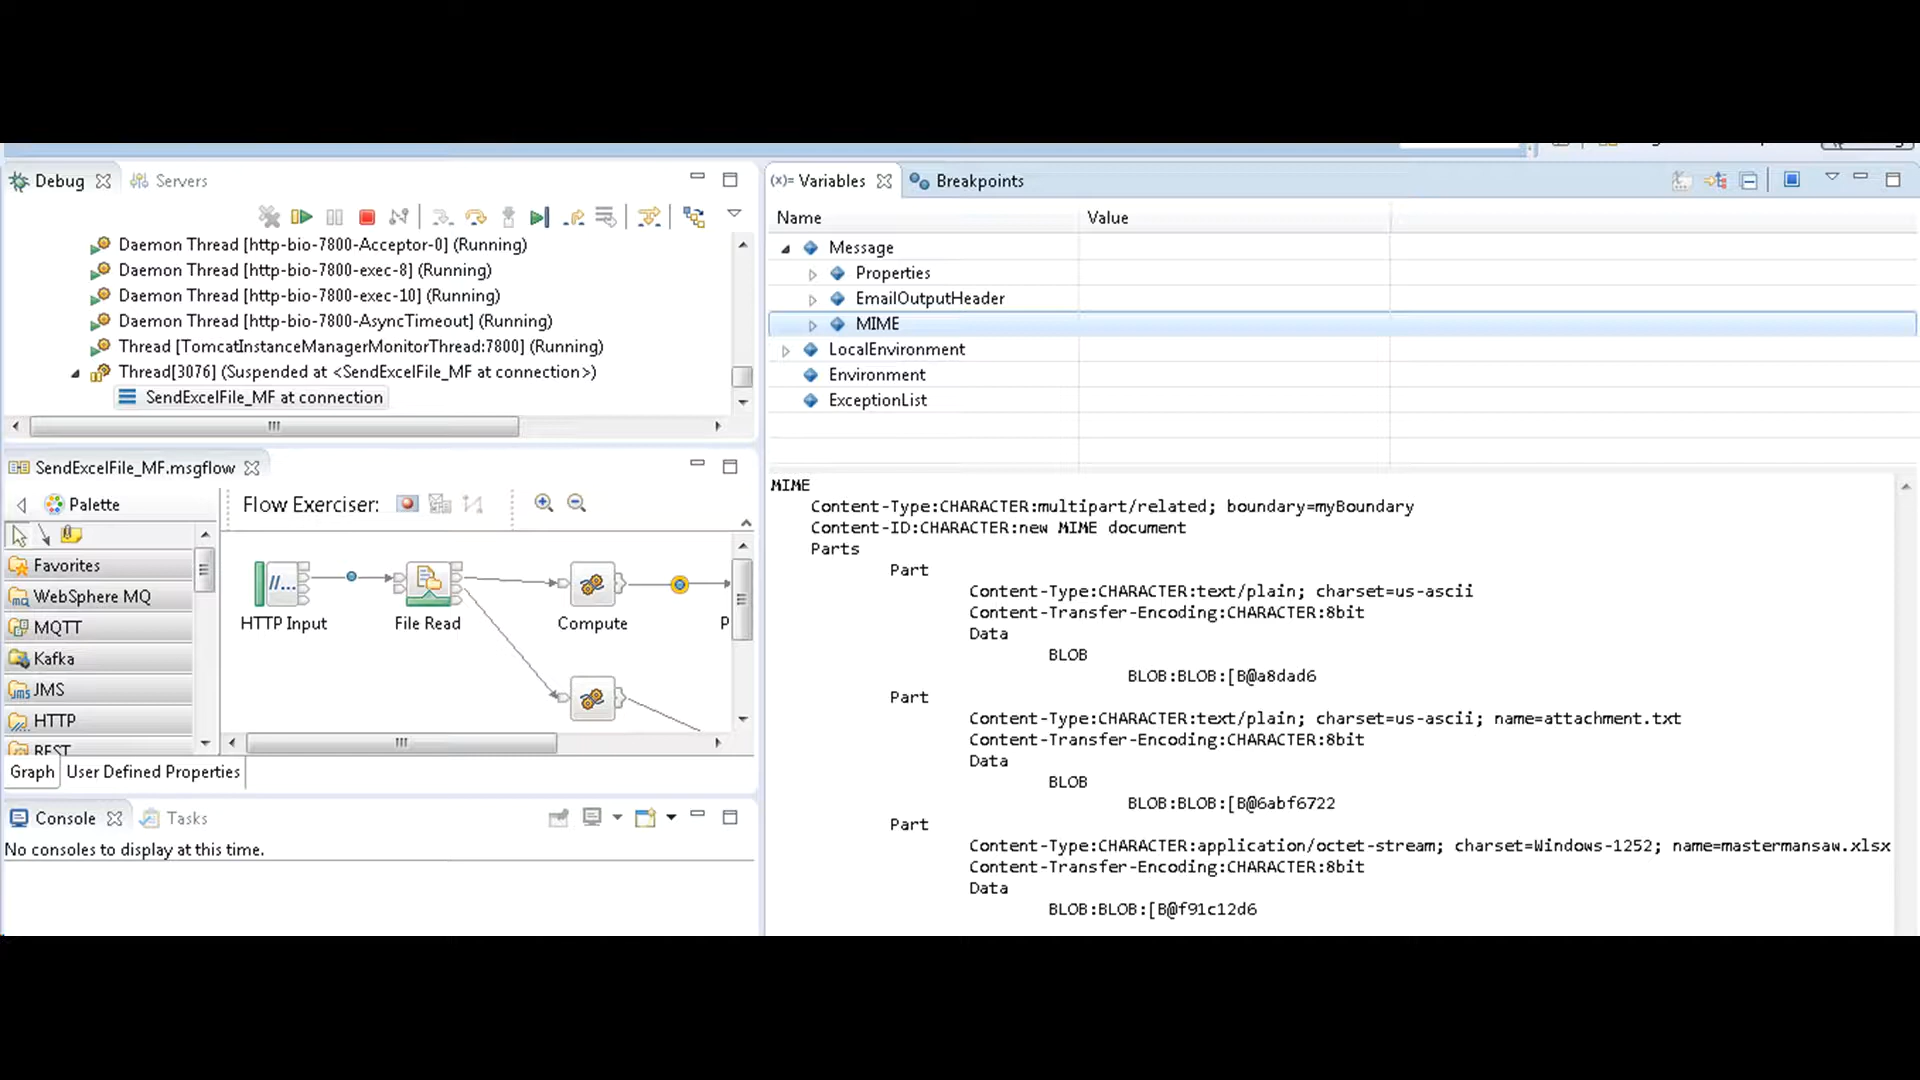 Debug
Servers
Daemon Thread [http-bio-7800-Acceptor-0] (Running)
Daemon Thread [http-bio-7800-exec-8] (Running)
Daemon Thread [http-bio-7800-exec-10] (Running)
Daemon Thread [http-bio-7800-AsyncTimeout] (Running)
Thread [TomcatInstanceManagerMonitorThread:7800] (Running)
Thread[3076] (Suspended at <SendExcelFile_MF at connection>)
SendExcelFile_MF at connection
SendExcelFile_MF.msgflow
Palette
Flow Exerciser:
Favorites
WebSphere MQ
MQTT
Kafka
JMS
HTTP
REST
HTTP Input
File Read
Compute
P
Graph
User Defined Properties
Console
Tasks
No consoles to display at this time.
(x)= Variables
Breakpoints
Name Value
Message
Properties
EmailOutputHeader
MIME
LocalEnvironment
Environment
ExceptionList
MIME
Content-Type:CHARACTER:multipart/related; boundary=myBoundary
Content-ID:CHARACTER:new MIME document
Parts
Part
Content-Type:CHARACTER:text/plain; charset=us-ascii
Content-Transfer-Encoding:CHARACTER:8bit
Data
BLOB
BLOB:BLOB:[B@a8dad6
Part
Content-Type:CHARACTER:text/plain; charset=us-ascii; name=attachment.txt
Content-Transfer-Encoding:CHARACTER:8bit
Data
BLOB
BLOB:BLOB:[B@6abf6722
Part
Content-Type:CHARACTER:application/octet-stream; charset=Windows-1252; name=mastermansaw.xlsx
Content-Transfer-Encoding:CHARACTER:8bit
Data
BLOB:BLOB:[B@f91c12d6